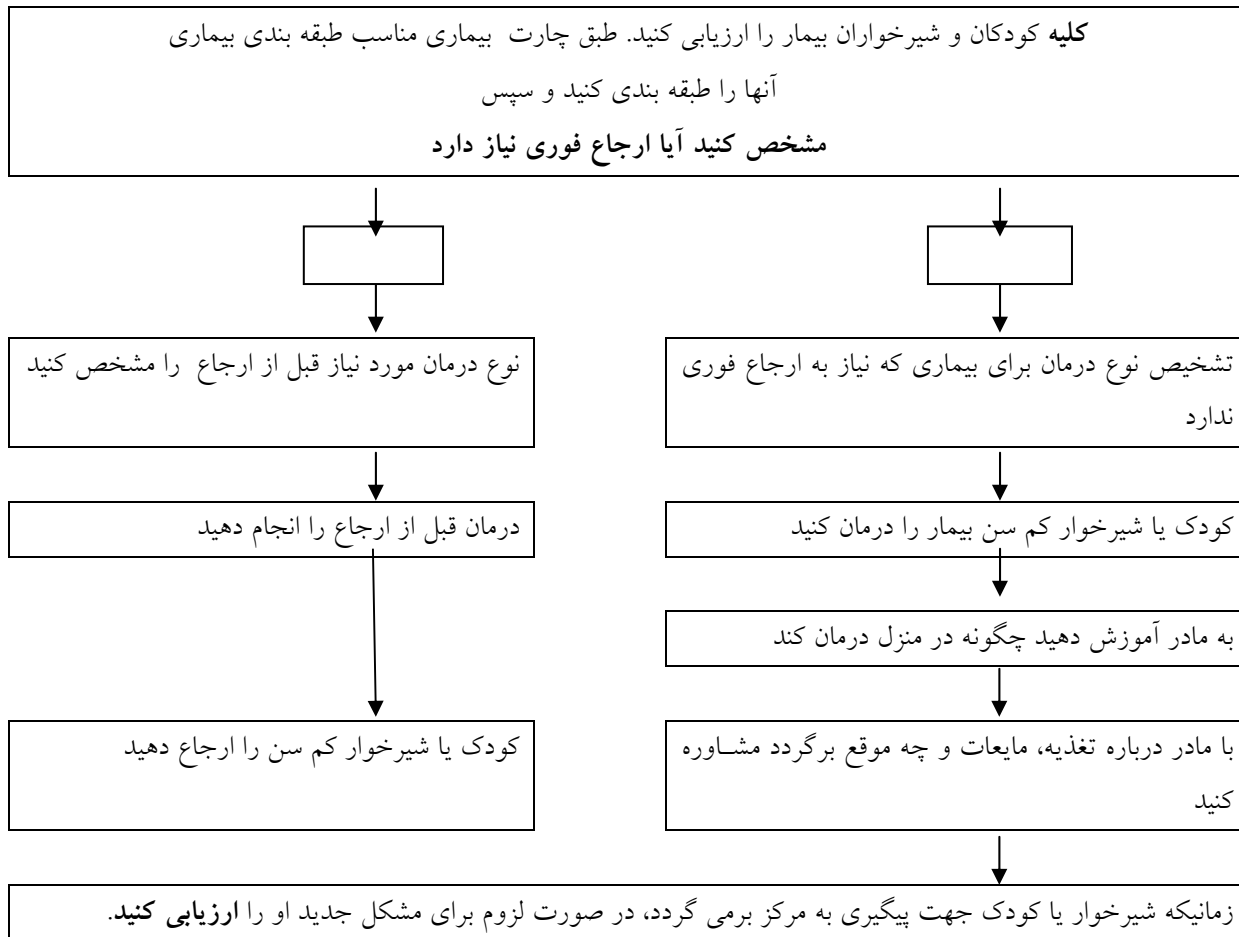 کلیه کودکان و شیرخواران بیمار را ارزیابی کنید. طبق چارت بیماری مناسب طبقه بندی بیماری
آنها را طبقه بندی کنید و سپس
مشخص کنید آیا ارجاع فوری نیاز دارد
تشخیص نوع درمان برای بیماری که نیاز به ارجاع فوری
ندارد
کودک یا شیرخوار کم سن بیمار را درمان کنید
به مادر آموزش دهید چگونه در منزل درمان کند
با مادر درباره تغذیه، مایعات و چه موقع برگردد مشـاوره
کنید
نوع درمان مورد نیاز قبل از ارجاع را مشخص کنید
درمان قبل از ارجاع را انجام دهید
کودک یا شیرخوار کم سن را ارجاع دهید
زمانیکه شیرخوار یا کودک جهت پیگیری به مرکز برمی گردد، در صورت لزوم برای مشکل جدید او را ارزیابی کنید.